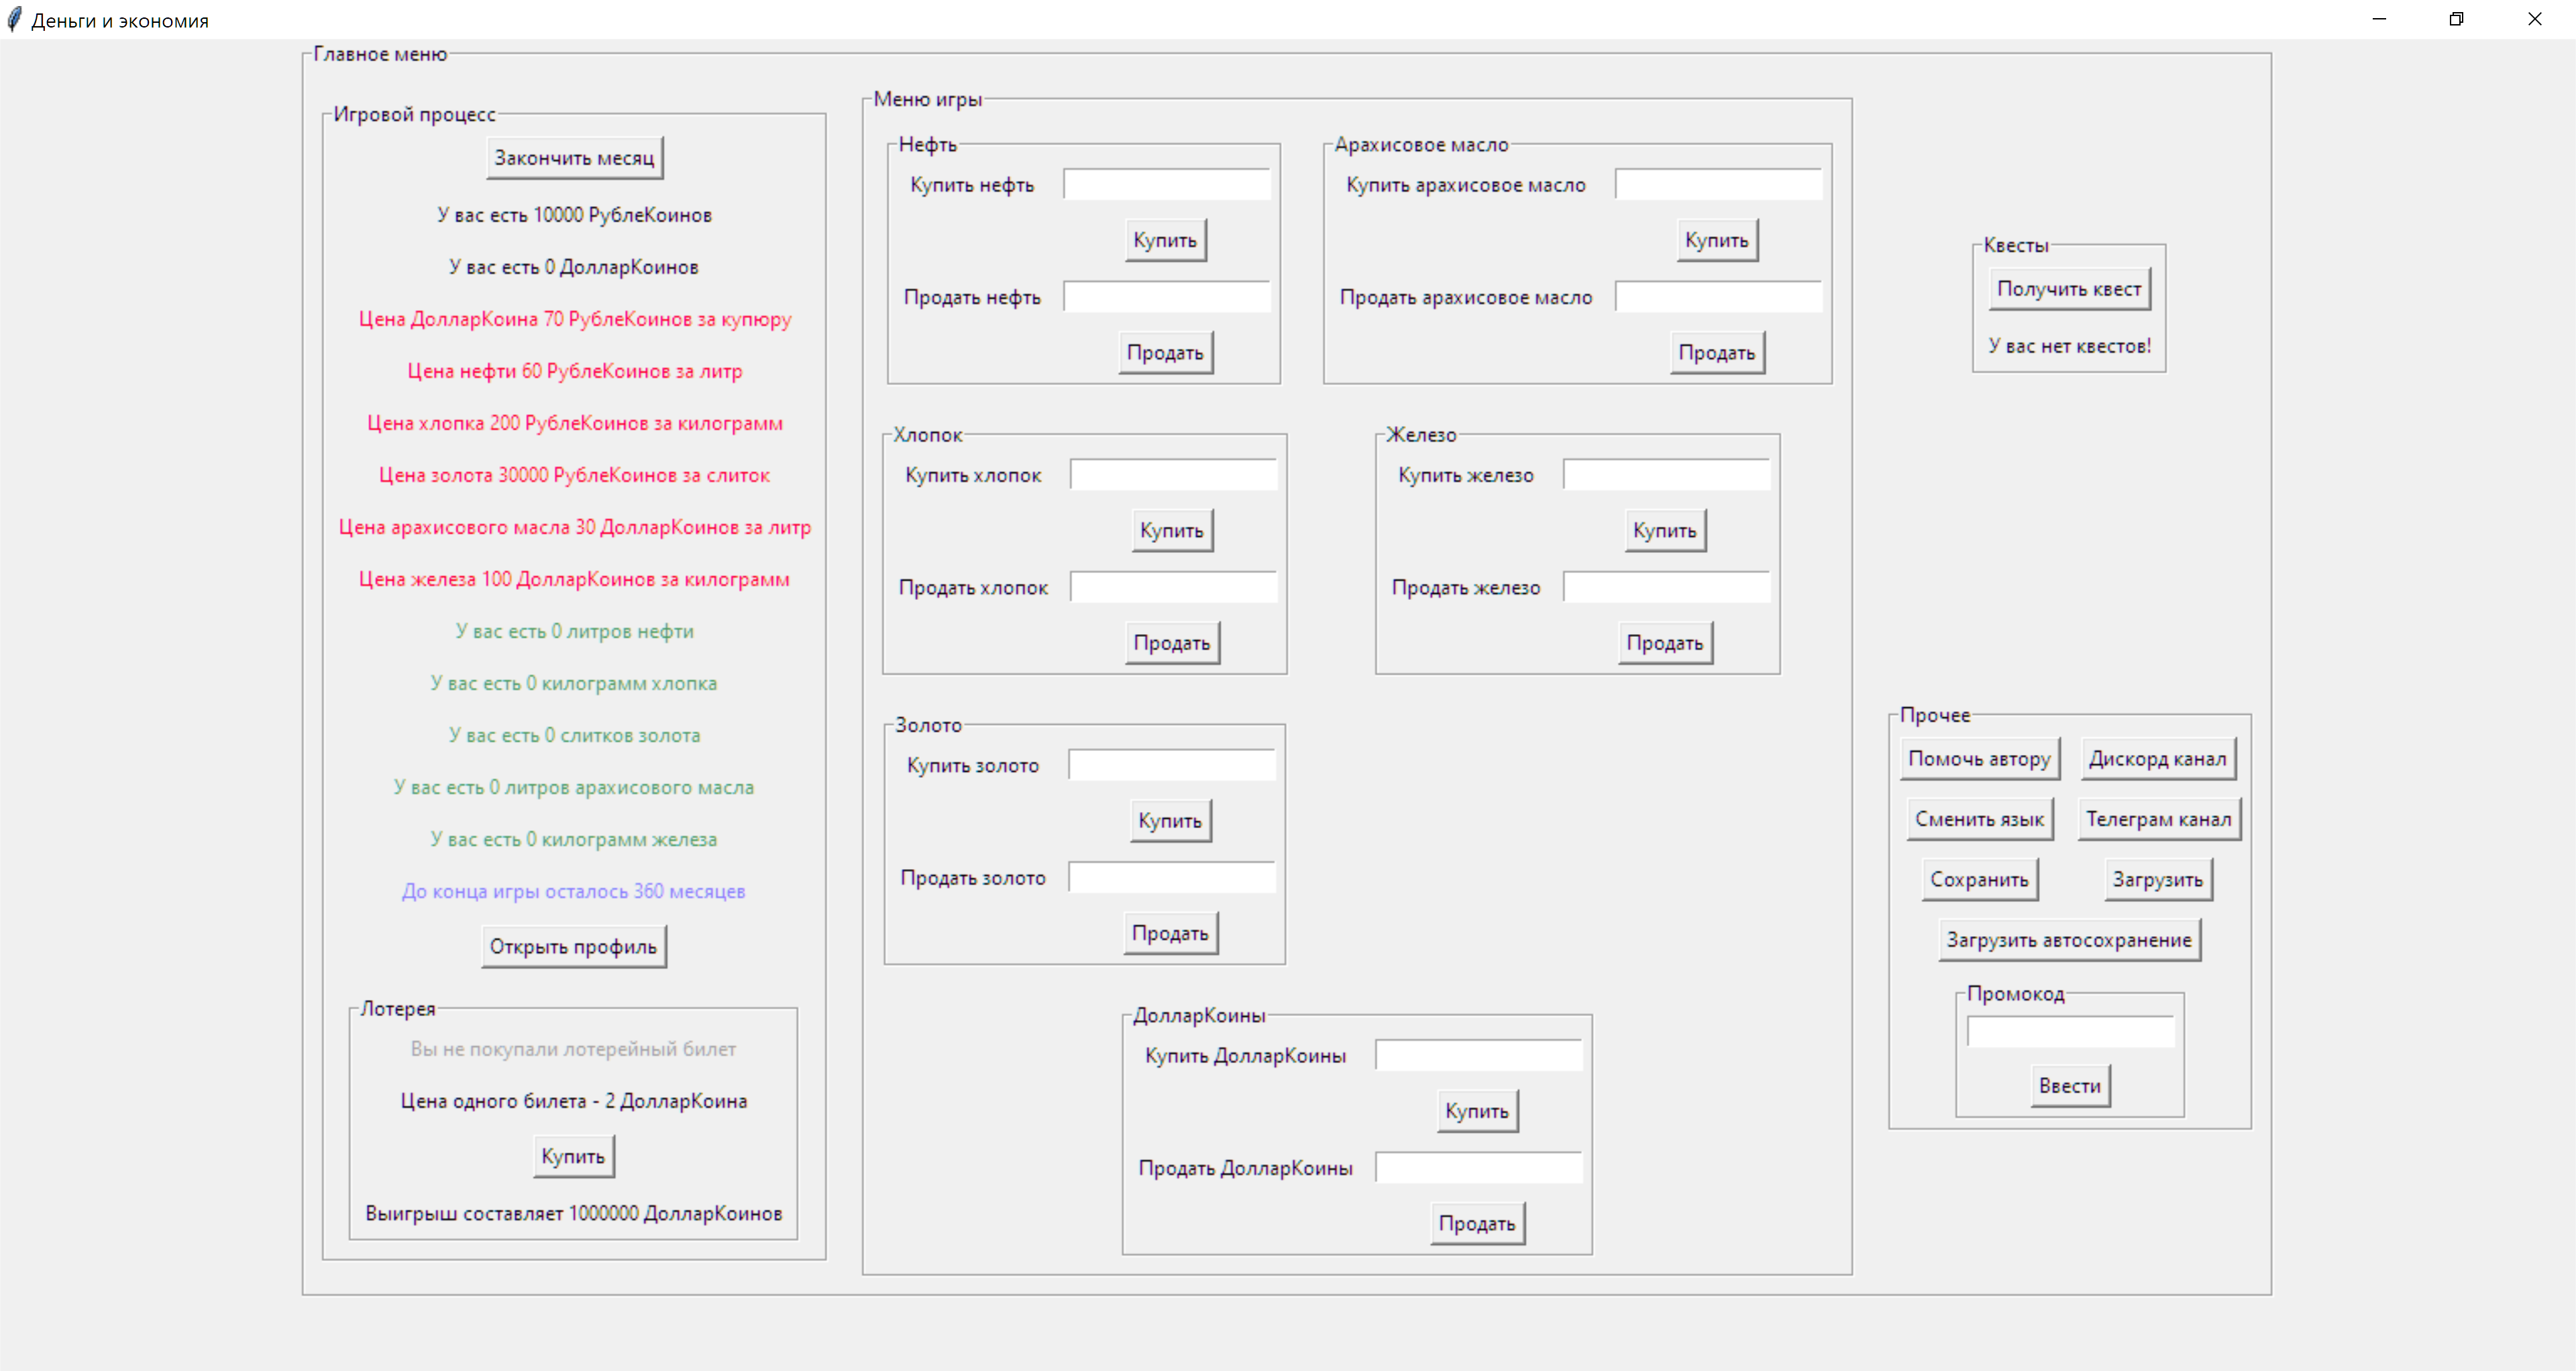 Деньги и экономия
Главное меню
Игровой процесс
Закончить месяц
У вас есть 10000 РублеКоинов
У вас есть 0 ДолларКоинов
Цена ДолларКоина 70 РублеКоинов за купюру
Цена нефти 60 РублеКоинов за литр
Цена хлопка 200 РублеКоинов за килограмм
Цена золота 30000 РублеКоинов за слиток
Цена арахисового масла 30 ДолларКоинов за литр
Цена железа 100 ДолларКоинов за килограмм
У вас есть 0 литров нефти
У вас есть 0 килограмм хлопка
У вас есть 0 слитков золота
У вас есть 0 литров арахисового масла
У вас есть 0 килограмм железа
До конца игры осталось 360 месяцев
Открыть профиль
Лотерея
Вы не покупали лотерейный билет
Цена одного билета - 2 ДолларКоина
Купить
Выигрыш составляет 1000000 ДолларКоинов
Меню игры
Нефть
Купить нефть
Купить
Продать нефть
Продать
Арахисовое масло
Купить арахисовое масло
Купить
Продать арахисовое масло
Продать
Хлопок
Купить хлопок
Купить
Продать хлопок
Продать
Железо
Купить железо
Купить
Продать железо
Продать
Золото
Купить золото
Купить
Продать золото
Продать
ДолларКоины
Купить ДолларКоины
Купить
Продать ДолларКоины
Продать
Квесты
Получить квест
У вас нет квестов!
Прочее
Помочь автору
Дискорд канал
Сменить язык
Телеграм канал
Сохранить
Загрузить
Загрузить автосохранение
Промокод
Ввести